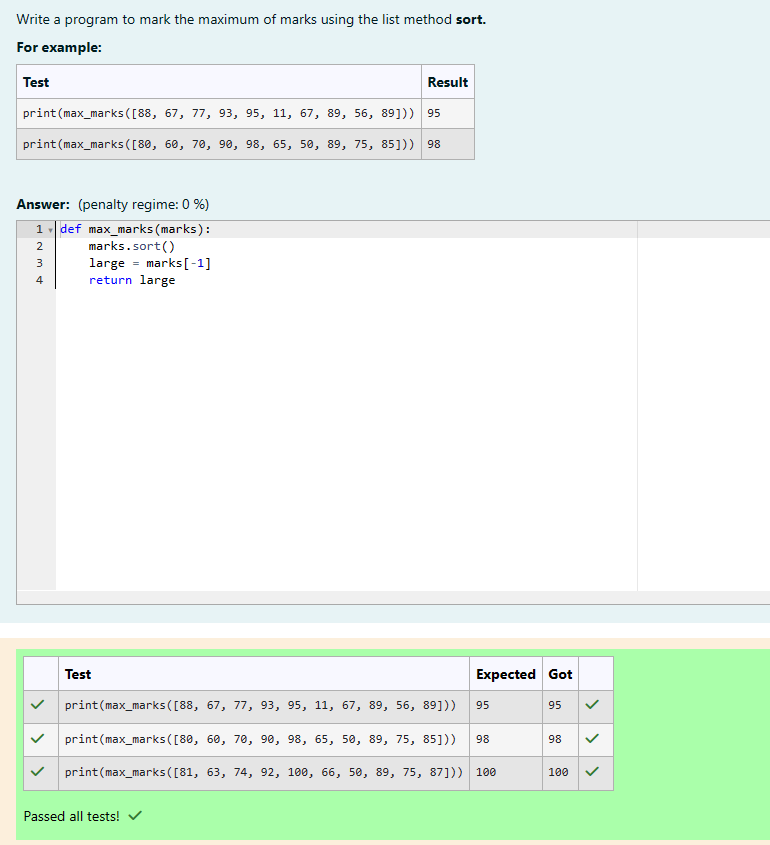 Write a program to mark the maximum of marks using the list method sort.
For example:
Test Result
print(max_marks([88, 67, 77, 93, 95, 11, 67, 89, 56, 89])) 95
print(max_marks([80, 60, 70, 90, 98, 65, 50, 89, 75, 85])) 98
Answer: (penalty regime: 0 %)
1 def max_marks(marks):
2     marks.sort()
3     large = marks[-1]
4     return large
Test Expected Got
print(max_marks([88, 67, 77, 93, 95, 11, 67, 89, 56, 89])) 95 95
print(max_marks([80, 60, 70, 90, 98, 65, 50, 89, 75, 85])) 98 98
print(max_marks([81, 63, 74, 92, 100, 66, 50, 89, 75, 87])) 100 100
Passed all tests!